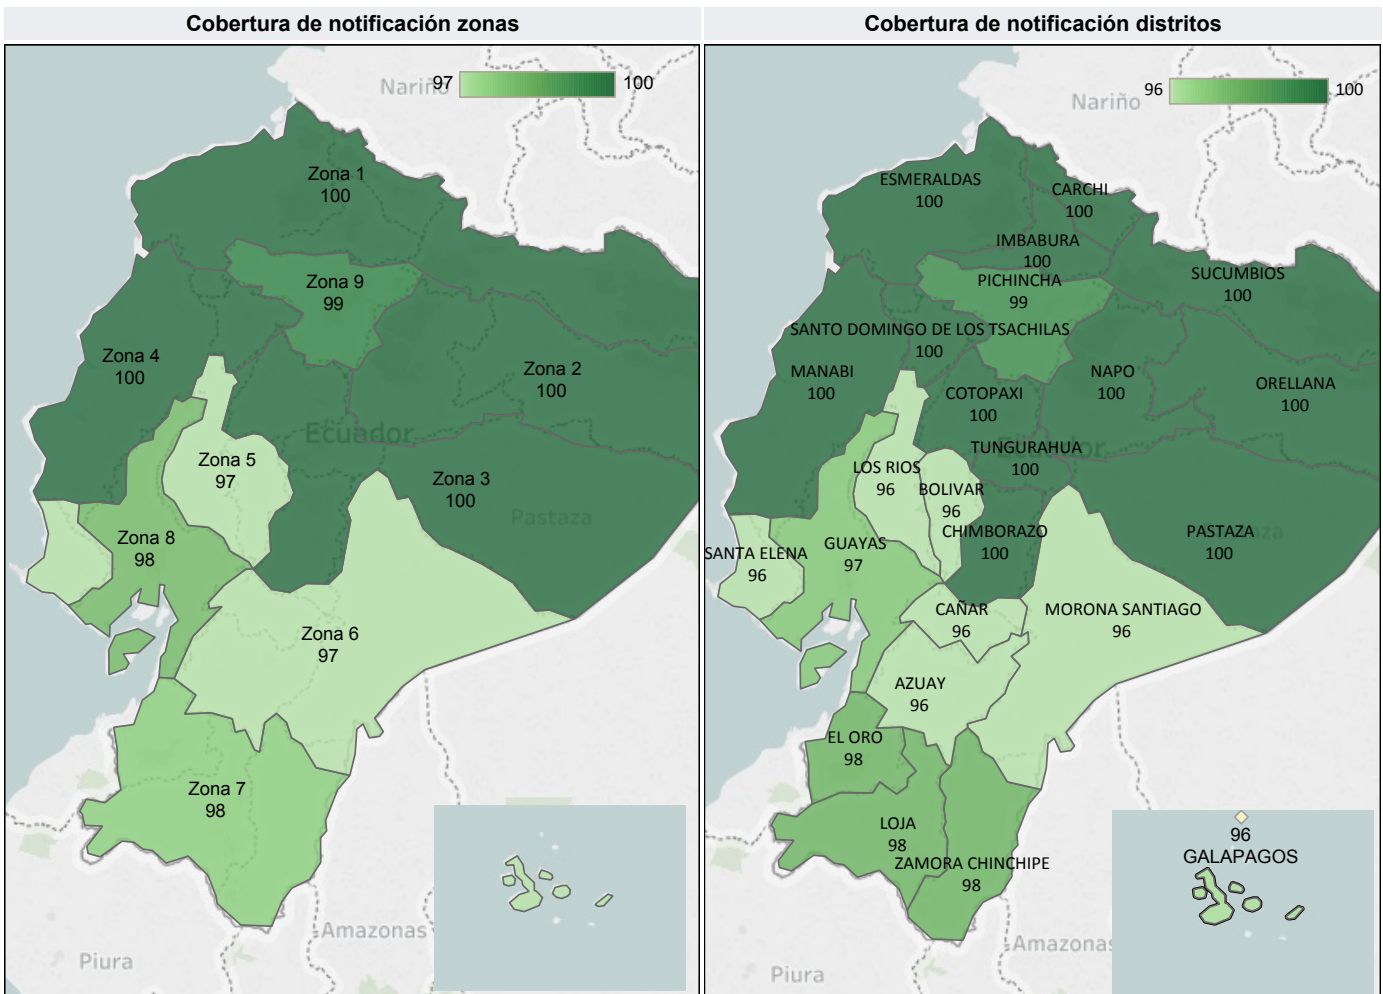 Cobertura de notificación zonas
97
100
Nariño
Zona 1
100
Zona 9
99
Zona 4
100
Zona 2
100
Ecuador
Zona 5
97
Zona 3
100
Pastaza
Zona 8
98
Zona 6
97
Zona 7
98
Amazonas
Piura
Cobertura de notificación distritos
96
100
Nariño
ESMERALDAS
100
CARCHI
100
IMBABURA
100
SUCUMBIOS
100
PICHINCHA
99
SANTO DOMINGO DE LOS TSACHILAS
100
MANABI
100
NAPO
100
ORELLANA
100
COTOPAXI
100
Ecuador
TUNGURAHUA
100
LOS RIOS
96
BOLIVAR
96
CHIMBORAZO
100
PASTAZA
100
SANTA ELENA
96
GUAYAS
97
CAÑAR
96
MORONA SANTIAGO
96
AZUAY
96
EL ORO
98
LOJA
98
ZAMORA CHINCHIPE
98
96
GALAPAGOS
Amazonas
Piura